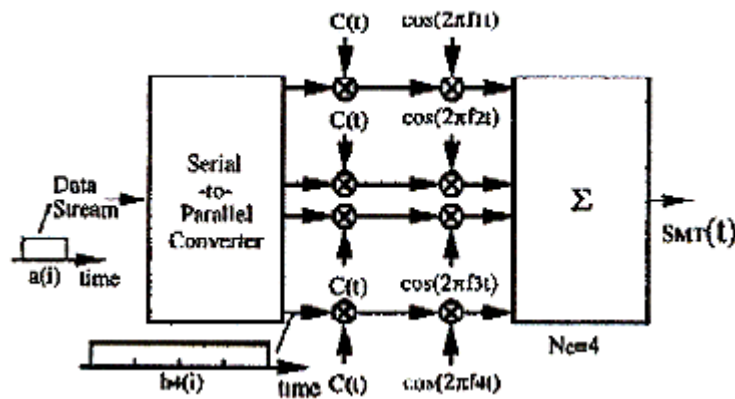 C(t) cos(2πf1t)
C(t) cos(2πf2t)
Serial
-to-
Parallel
Converter
Data
Stream
a(i) time
Σ
SMT(t)
C(t) cos(2πf3t)
Nc=4
b4(i) time
C(t) cos(2πf4t)